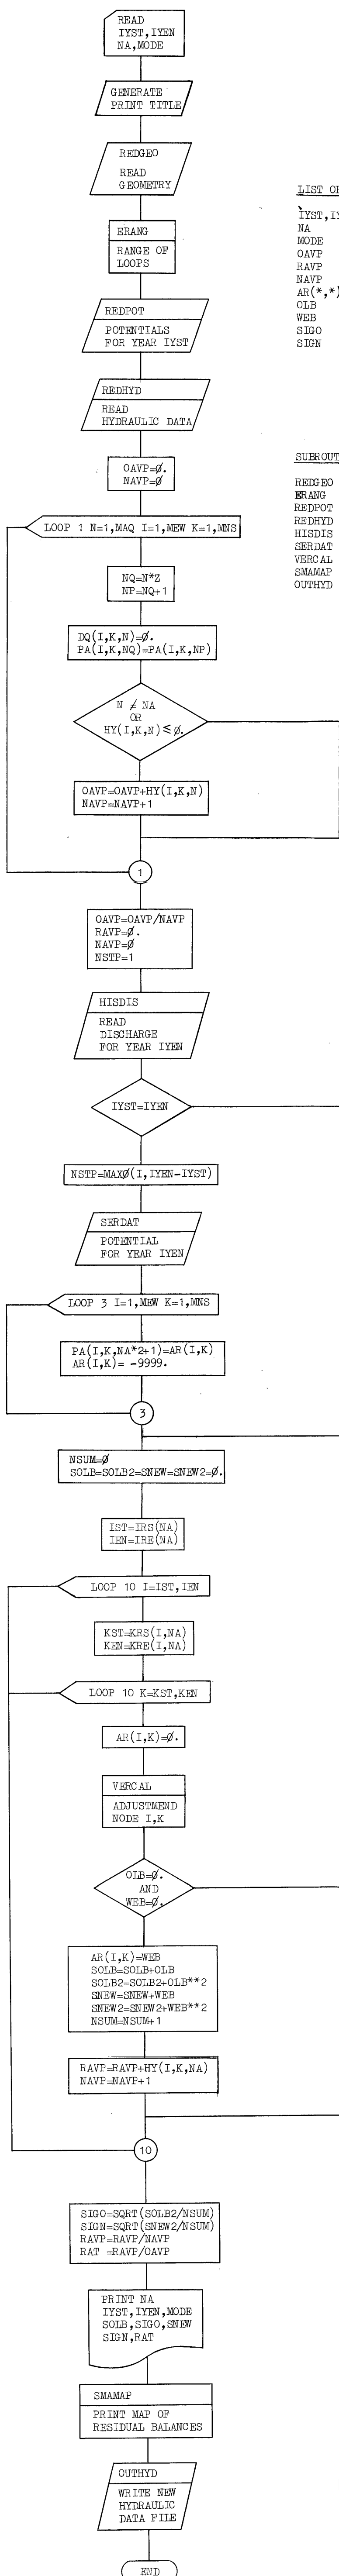 READ
IYST,IYEN
NA,MODE
GENERATE
PRINT TITLE
REDGEO
READ
GEOMETRY
ERANG
RANGE OF
LOOPS
REDPOT
POTENTIALS
FOR YEAR IYST
REDHYD
READ
HYDRAULIC DATA
OAVP=Ø.
NAVP=Ø
LOOP 1 N=1,MAQ I=1,MEW K=1,MNS
NQ=N*Z
NP=NQ+1
DQ(I,K,N)=Ø.
PA(I,K,NQ)=PA(I,K,NP)
N ≠ NA
OR
HY(I,K,N)≤Ø.
OAVP=OAVP+HY(I,K,N)
NAVP=NAVP+1
1
OAVP=OAVP/NAVP
RAVP=Ø.
NAVP=Ø
NSTP=1
HISDIS
READ
DISCHARGE
FOR YEAR IYEN
IYST=IYEN
NSTP=MAXØ(I,IYEN-IYST)
SERDAT
POTENTIAL
FOR YEAR IYEN
LOOP 3 I=1,MEW K=1,MNS
PA(I,K,NA*2+1)=AR(I,K)
AR(I,K)= -9999.
3
NSUM=Ø
SOLB=SOLB2=SNEW=SNEW2=Ø.
IST=IRS(NA)
IEN=IRE(NA)
LOOP 10 I=IST,IEN
KST=KRS(I,NA)
KEN=KRE(I,NA)
LOOP 10 K=KST,KEN
AR(I,K)=Ø.
VERCAL
ADJUSTMEND
NODE I,K
OLB=Ø.
AND
WEB=Ø.
AR(I,K)=WEB
SOLB=SOLB+OLB
SOLB2=SOLB2+OLB**2
SNEW=SNEW+WEB
SNEW2=SNEW2+WEB**2
NSUM=NSUM+1
RAVP=RAVP+HY(I,K,NA)
NAVP=NAVP+1
10
SIGO=SQRT(SOLB2/NSUM)
SIGN=SQRT(SNEW2/NSUM)
RAVP=RAVP/NAVP
RAT =RAVP/OAVP
PRINT NA
IYST,IYEN,MODE
SOLB,SIGO,SNEW
SIGN,RAT
SMAMAP
PRINT MAP OF
RESIDUAL BALANCES
OUTHYD
WRITE NEW
HYDRAULIC
DATA FILE
END
LIST OF
IYST,IY
NA
MODE
OAVP
RAVP
NAVP
AR(*,*)
OLB
WEB
SIGO
SIGN
SUBROUT
REDGEO
ERANG
REDPOT
REDHYD
HISDIS
SERDAT
VERCAL
SMAMAP
OUTHYD